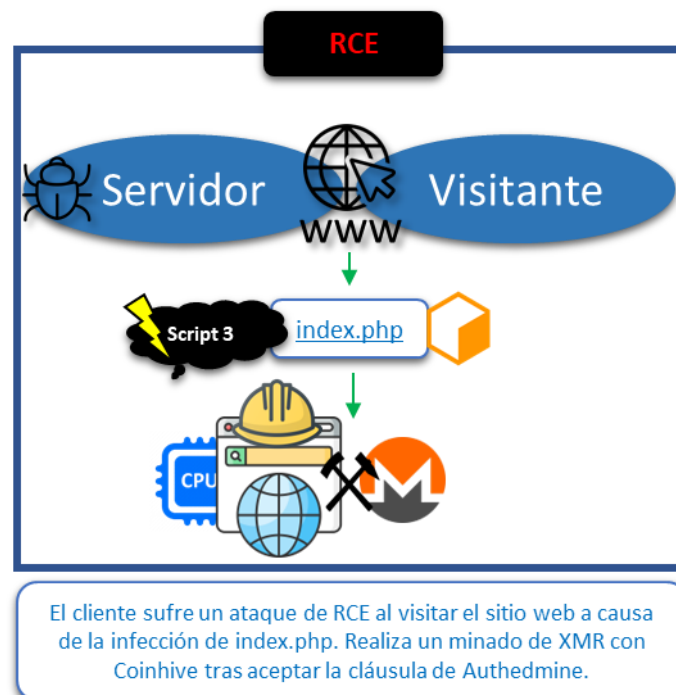 RCE
Servidor
Visitante
WWW
Script 3
index.php
CPU
El cliente sufre un ataque de RCE al visitar el sitio web a causa
de la infección de index.php. Realiza un minado de XMR con
Coinhive tras aceptar la cláusula de Authedmine.